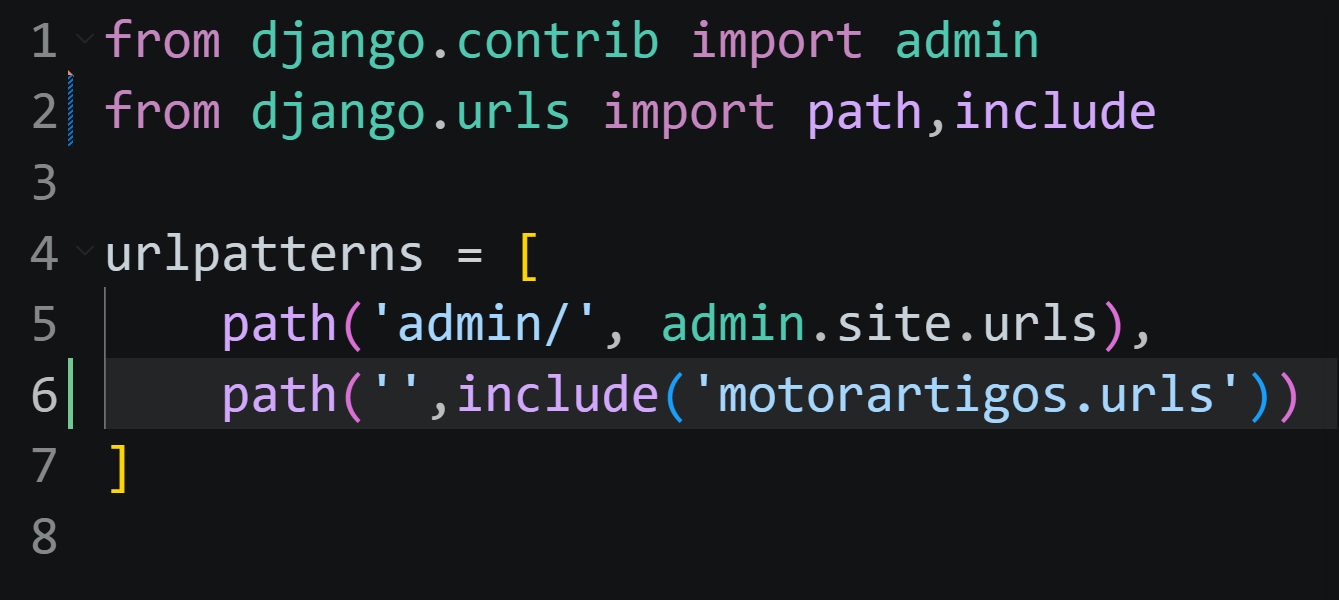 1 from django.contrib import admin
2 from django.urls import path,include
3
4 urlpatterns = [
5     path('admin/', admin.site.urls),
6     path('',include('motorartigos.urls'))
7 ]
8